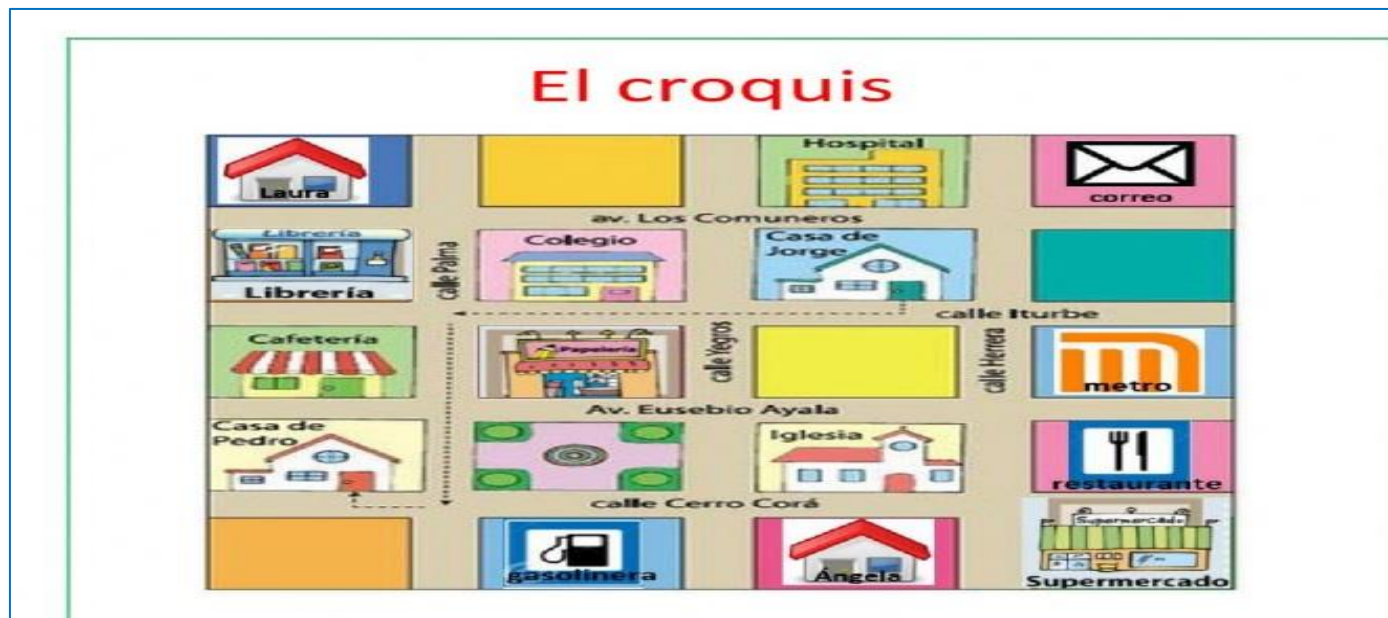 El croquis
Laura
Hospital
correo
av. Los Comuneros
Librería
Librería
calle Palma
Colegio
Casa de
Jorge
calle Iturbe
Cafetería
Papelería
calle Yegros
calle Herrera
metro
Av. Eusebio Ayala
Casa de
Pedro
Iglesia
restaurante
calle Cerro Corá
gasolinera
Ángela
Supermercado
Supermercado